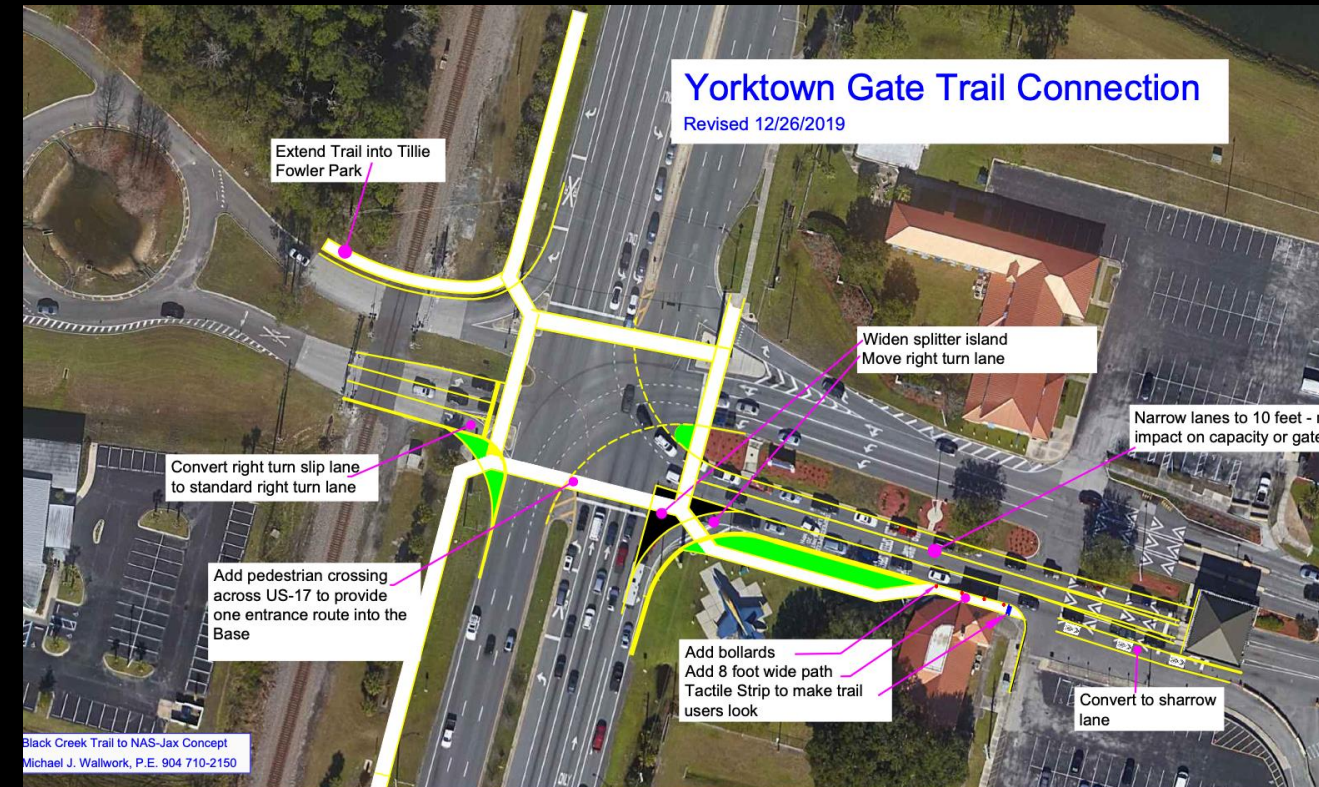 Yorktown Gate Trail Connection
Revised 12/26/2019
Extend Trail into Tillie
Fowler Park
Widen splitter island
Move right turn lane
Narrow lanes to 10 feet -
impact on capacity or gate
Convert right turn slip lane
to standard right turn lane
Add pedestrian crossing
across US-17 to provide
one entrance route into the
Base
Add bollards
Add 8 foot wide path
Tactile Strip to make trail
users look
Convert to sharrow
lane
Black Creek Trail to NAS-Jax Concept
Michael J. Wallwork, P.E. 904 710-2150
ONLY